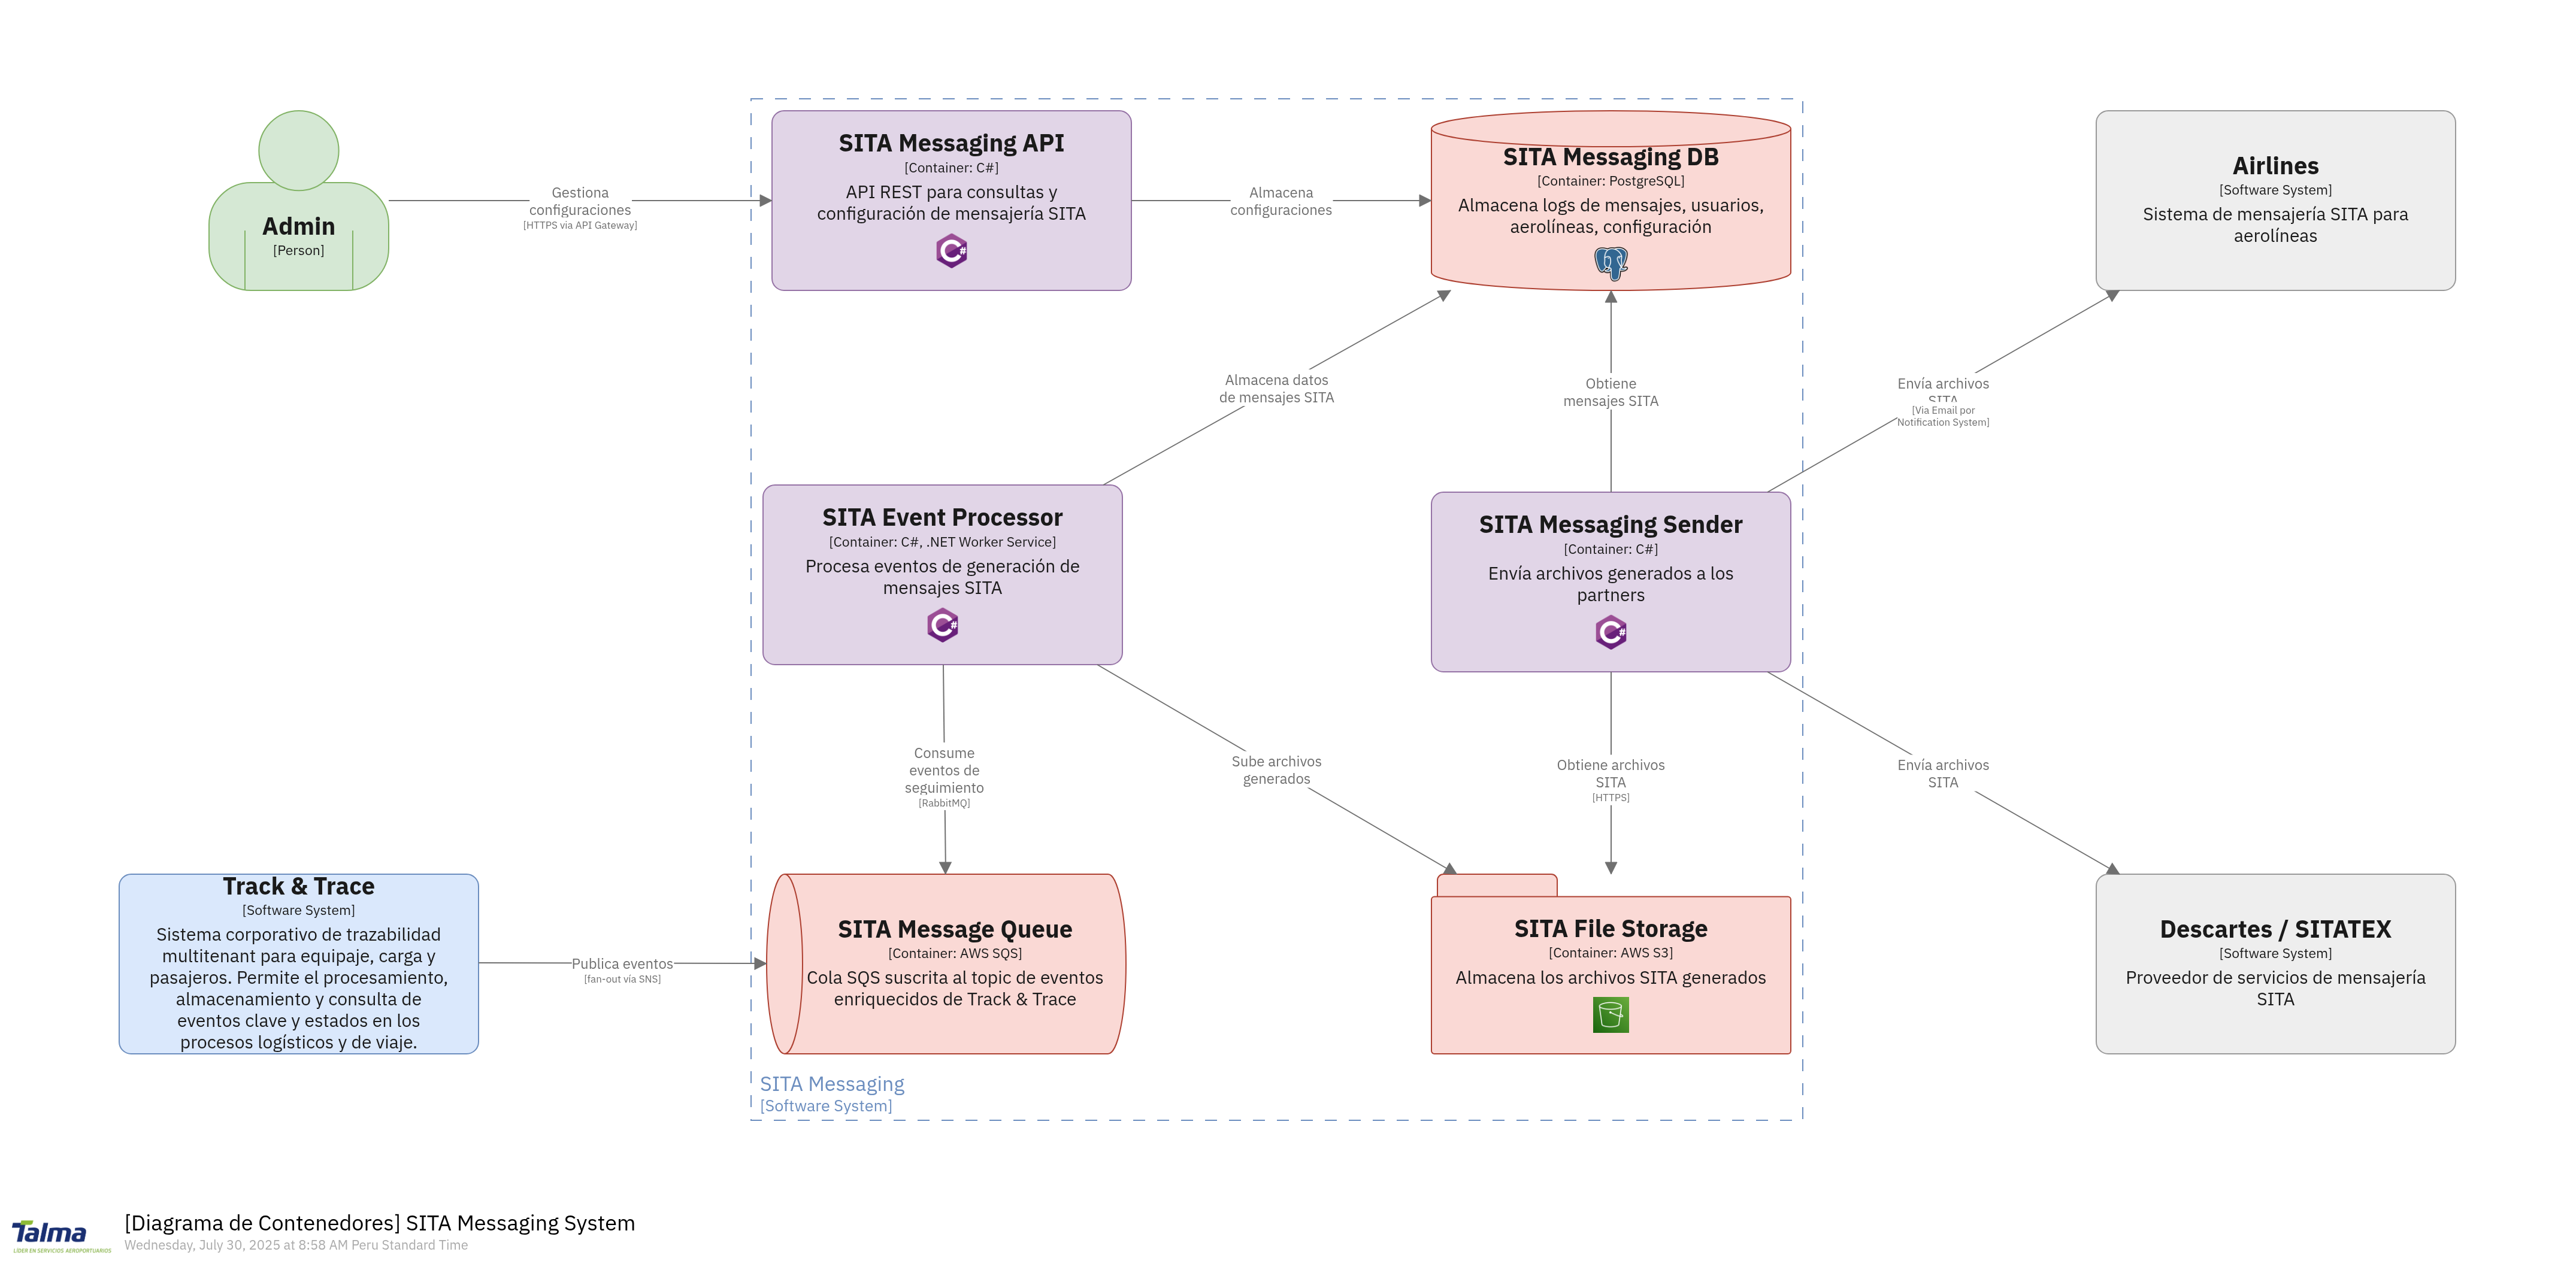 Admin
[Person]
Gestiona
configuraciones
[HTTPS via API Gateway]
SITA Messaging API
[Container: C#]
API REST para consultas y
configuración de mensajería SITA
C#
Almacena
configuraciones
SITA Messaging DB
[Container: PostgreSQL]
Almacena logs de mensajes, usuarios,
aerolíneas, configuración
Airlines
[Software System]
Sistema de mensajería SITA para
aerolíneas
Almacena datos
de mensajes SITA
Obtiene
mensajes SITA
Envía archivos
SITA
[Via Email por
Notification System]
SITA Event Processor
[Container: C#, .NET Worker Service]
Procesa eventos de generación de
mensajes SITA
C#
SITA Messaging Sender
[Container: C#]
Envía archivos generados a los
partners
C#
Consume
eventos de
seguimiento
[RabbitMQ]
Sube archivos
generados
Obtiene archivos
SITA
[HTTPS]
Envía archivos
SITA
Track & Trace
[Software System]
Sistema corporativo de trazabilidad
multitenant para equipaje, carga y
pasajeros. Permite el procesamiento,
almacenamiento y consulta de
eventos clave y estados en los
procesos logísticos y de viaje.
Publica eventos
[fan-out via SNS]
SITA Message Queue
[Container: AWS SQS]
Cola SQS suscrita al topic de eventos
enriquecidos de Track & Trace
SITA File Storage
[Container: AWS S3]
Almacena los archivos SITA generados
Descartes / SITATEX
[Software System]
Proveedor de servicios de mensajería
SITA
SITA Messaging
[Software System]
Talma
LÍDER EN SERVICIOS AEROPORTUARIOS
[Diagrama de Contenedores] SITA Messaging System
Wednesday, July 30, 2025 at 8:58 AM Peru Standard Time